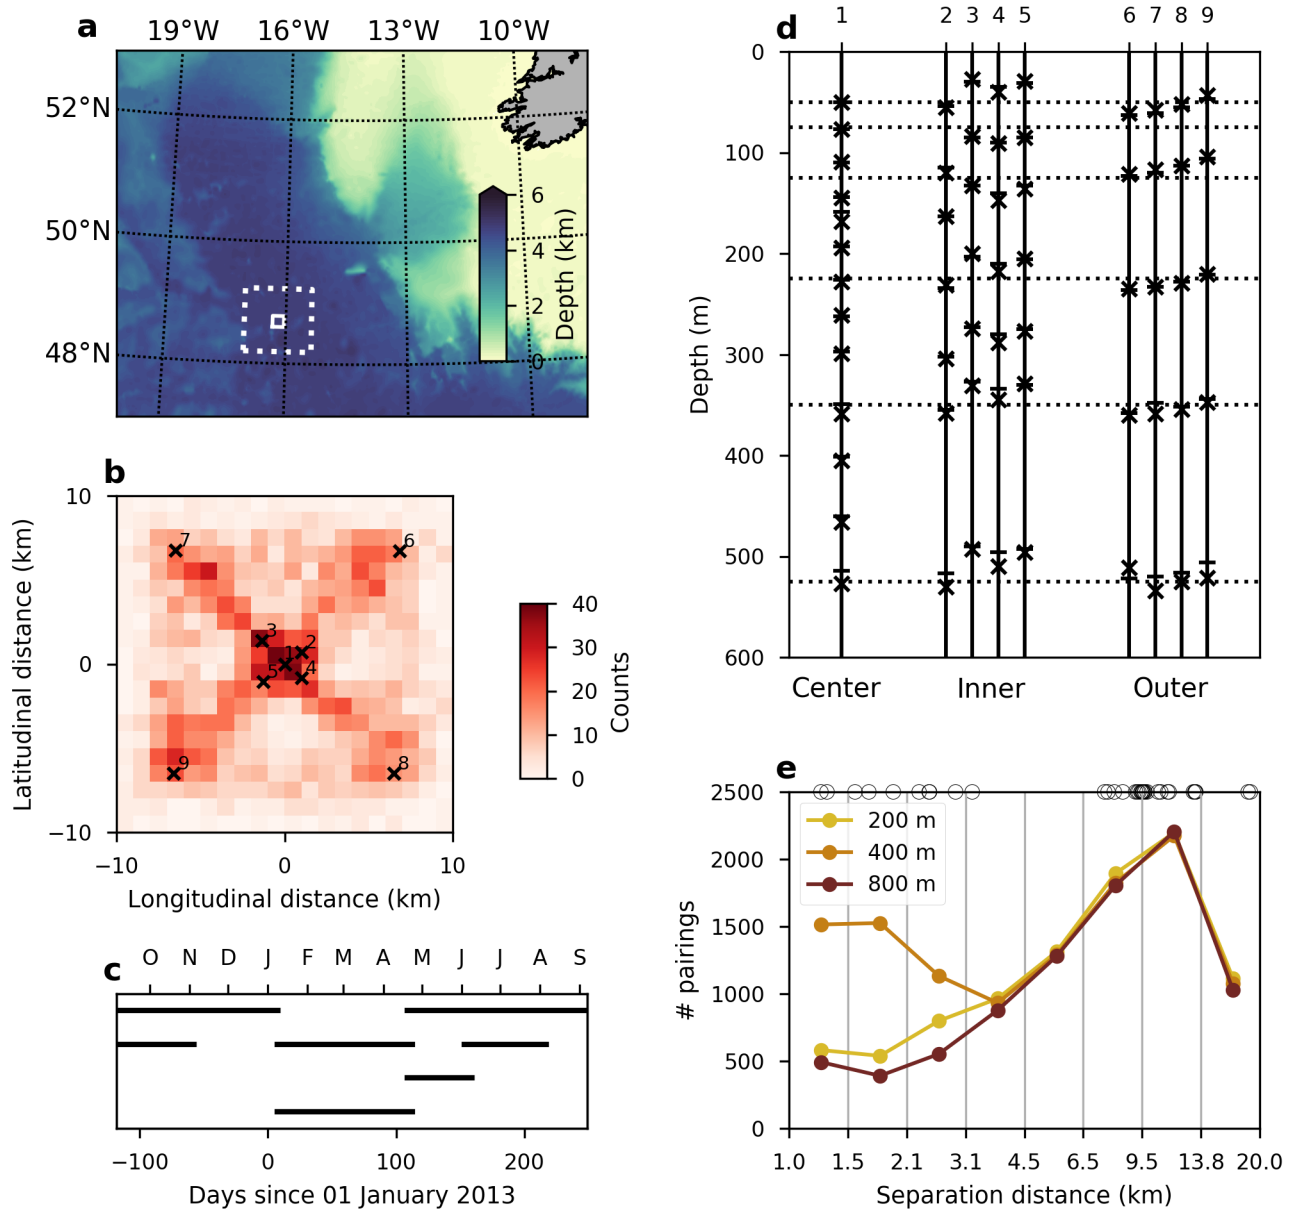 a
19°W 16°W 13°W 10°W
52°N
50°N
48°N
6
4
2
0
Depth (km)
b
10
0
−10
−10 0 10
Latitudinal distance (km)
Longitudinal distance (km)
7
6
3
2
1
5
4
9
8
40
30
20
10
0
Counts
c
O N D J F M A M J J A S
−100 0 100 200
Days since 01 January 2013
d
1 2 3 4 5 6 7 8 9
0
100
200
300
400
500
600
Depth (m)
Center Inner Outer
e
2500
2000
1500
1000
500
0
# pairings
200 m
400 m
800 m
1.0 1.5 2.1 3.1 4.5 6.5 9.5 13.8 20.0
Separation distance (km)